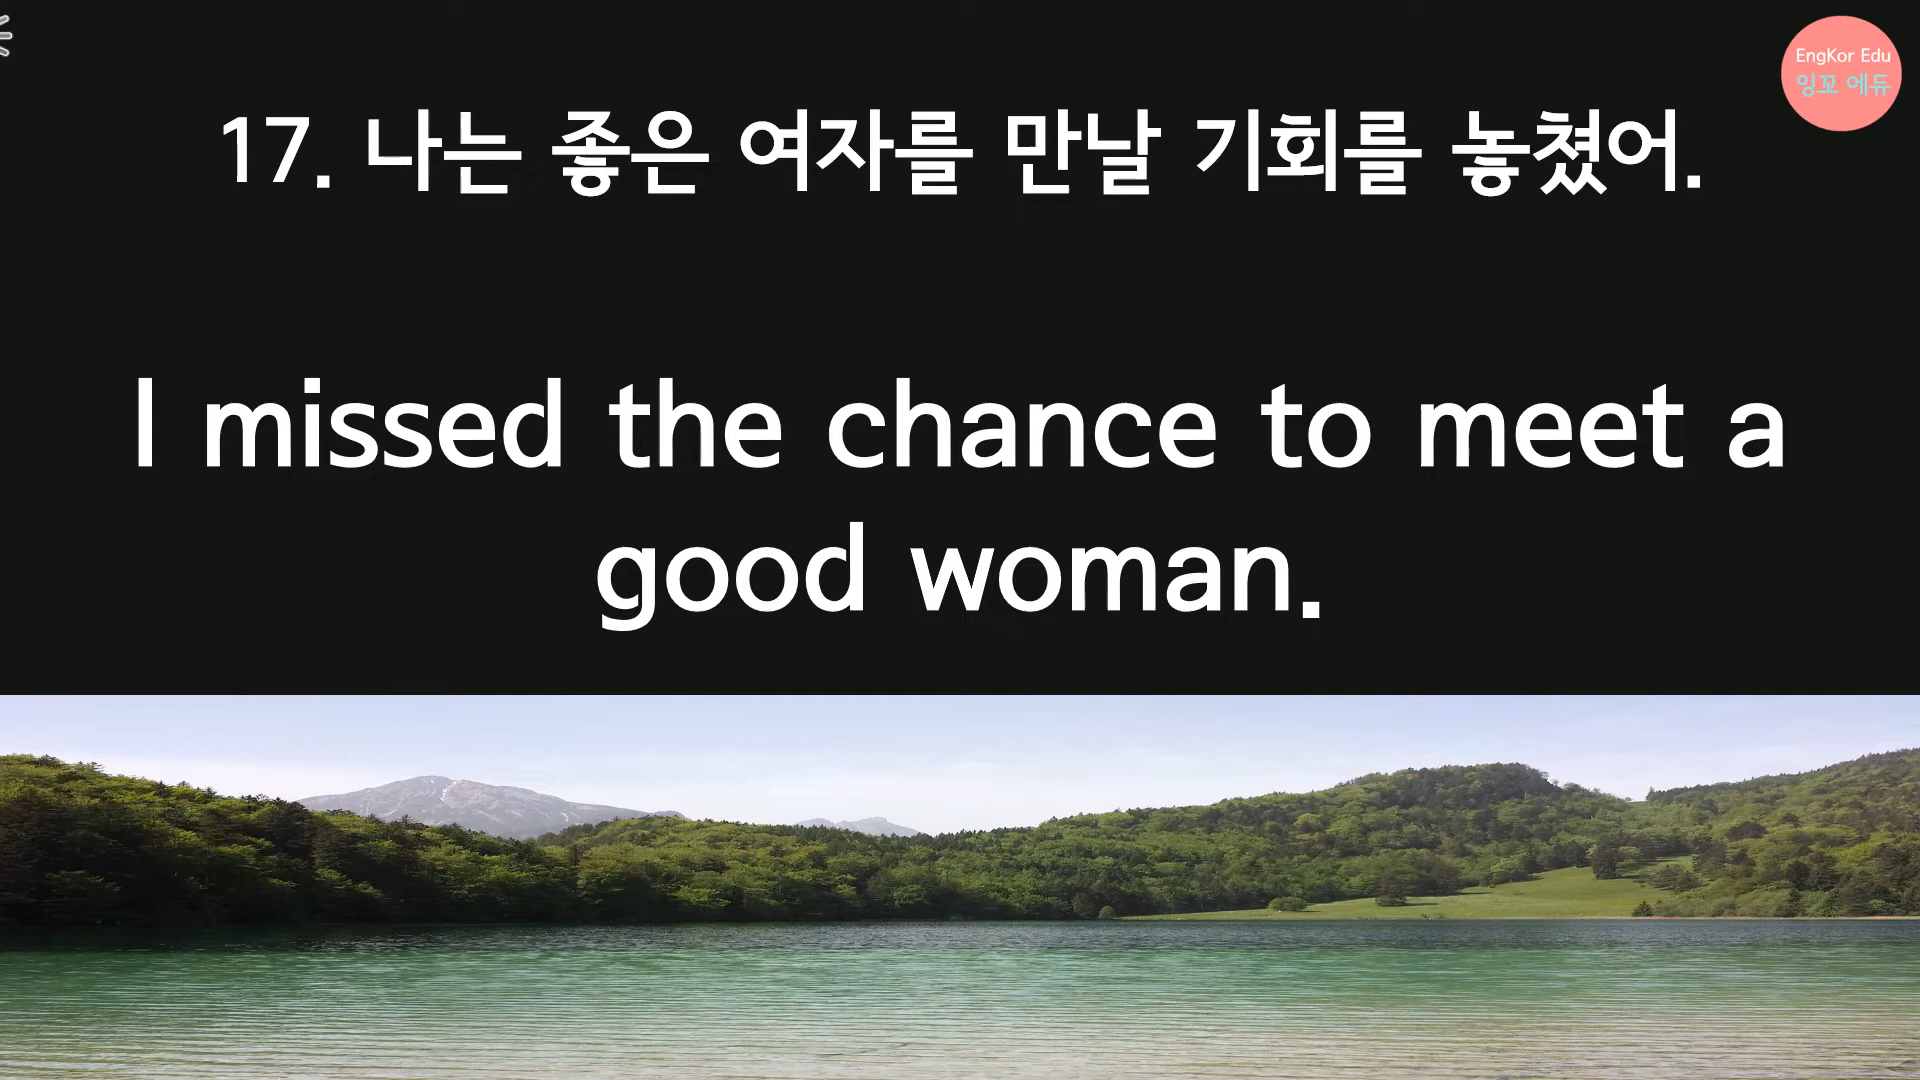 EngKor Edu
잉꼬 에듀
17. 나는 좋은 여자를 만날 기회를 놓쳤어.
I missed the chance to meet a
good woman.